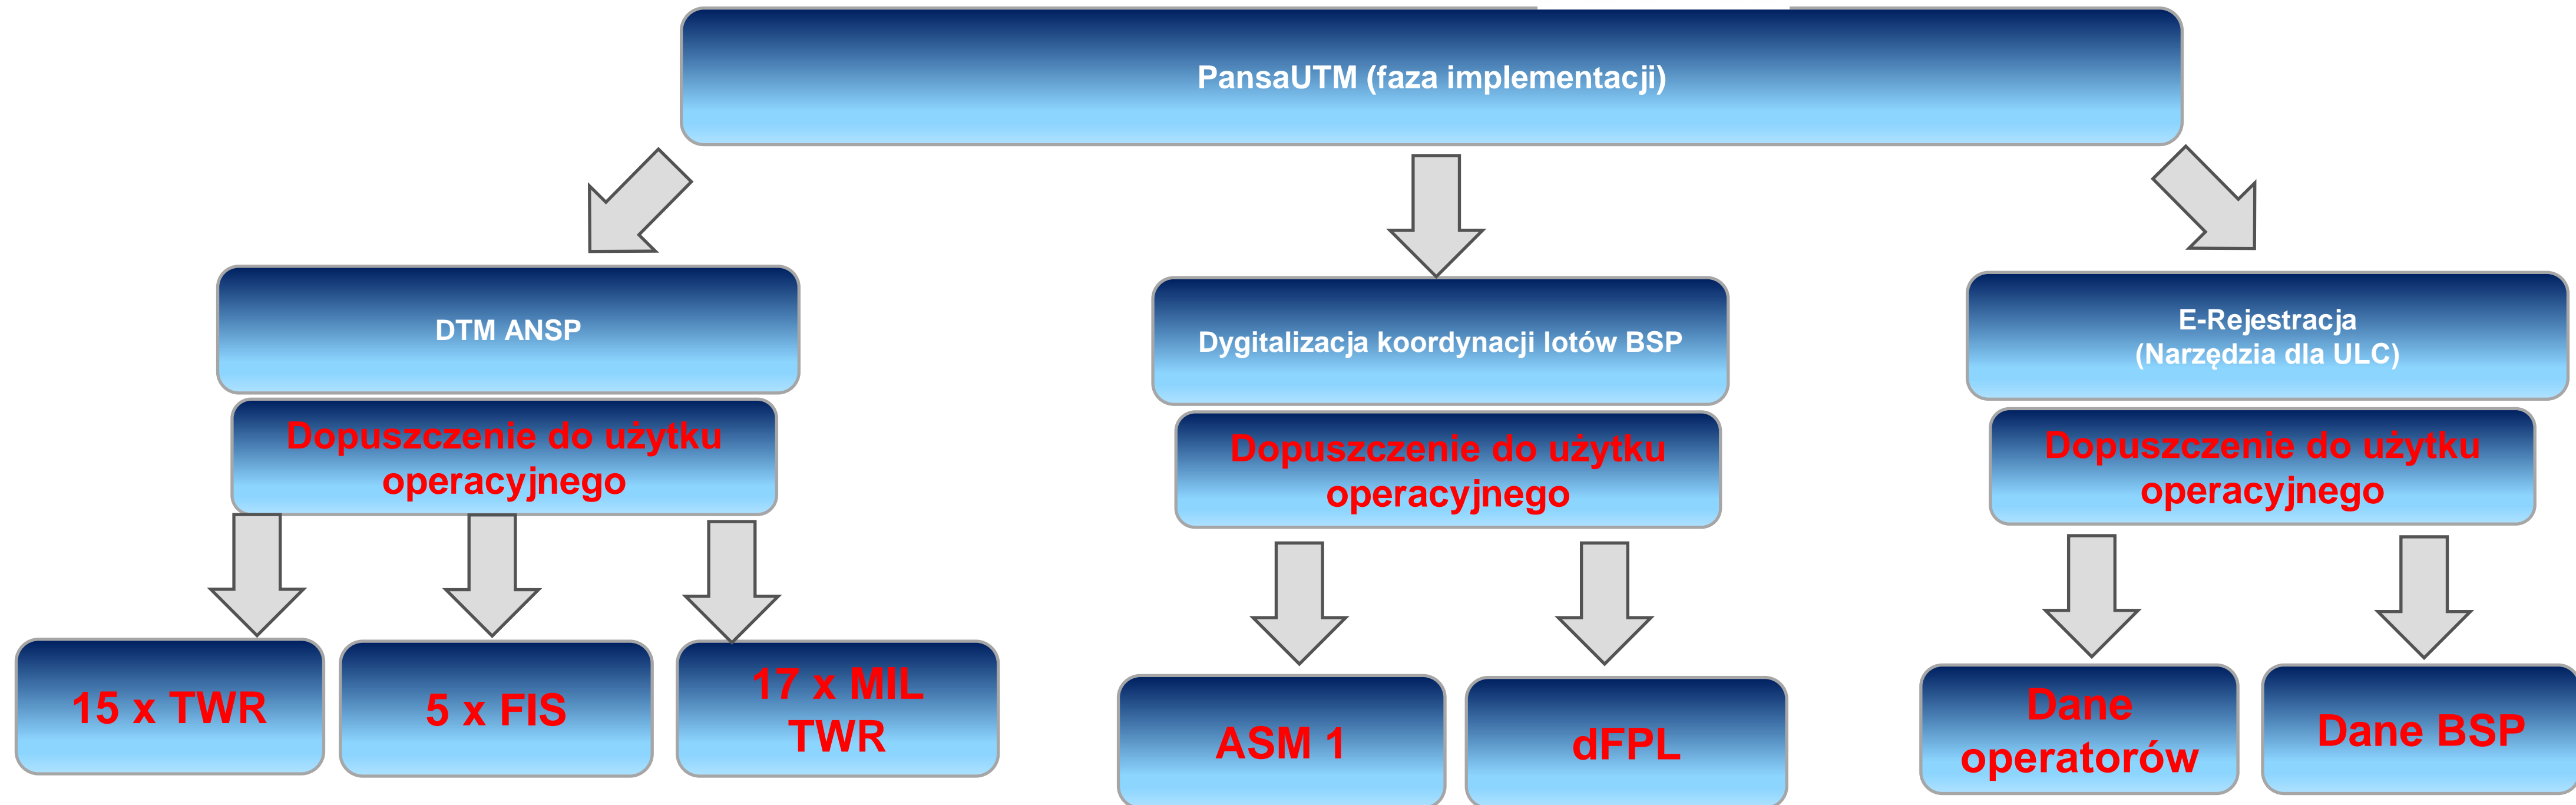 PansaUTM (faza implementacji)
DTM ANSP
Dygitalizacja koordynacji lotów BSP
E-Rejestracja
(Narzędzia dla ULC)
Dopuszczenie do użytku
operacyjnego
Dopuszczenie do użytku
operacyjnego
Dopuszczenie do użytku
operacyjnego
15 x TWR
5 x FIS
17 x MIL
TWR
ASM 1
dFPL
Dane
operatorów
Dane BSP